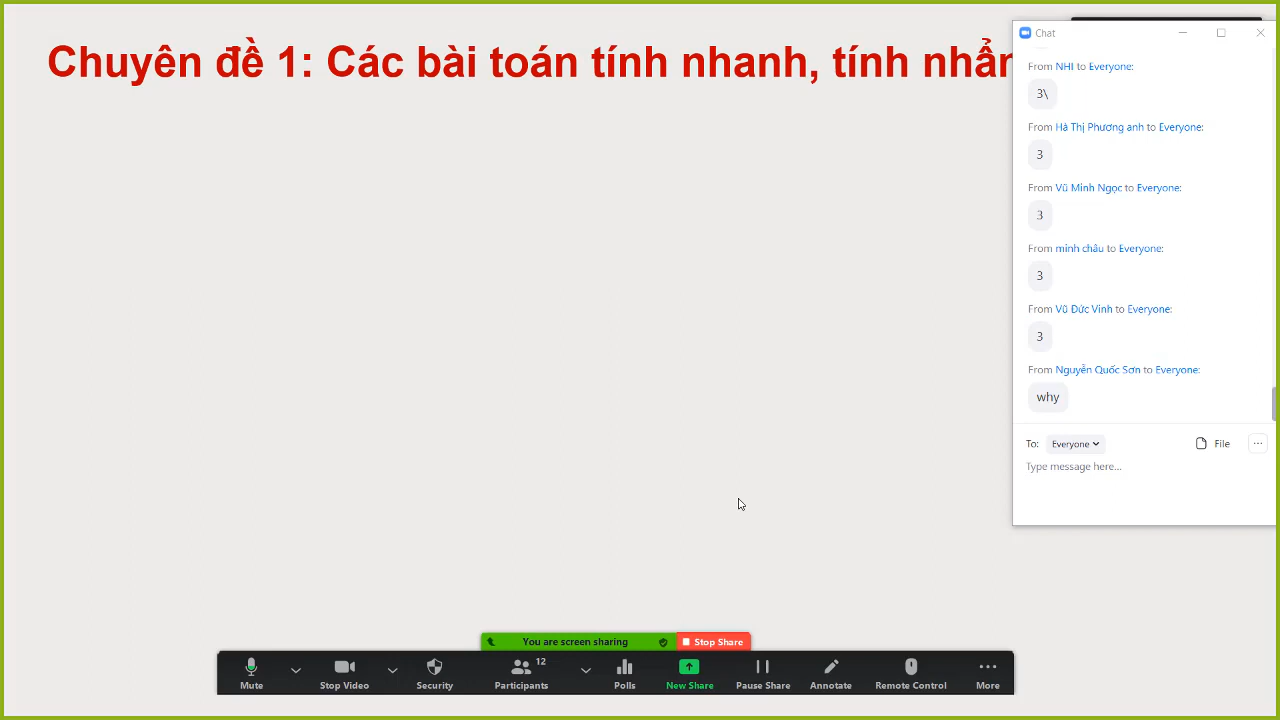 Chuyên đề 1: Các bài toán tính nhanh, tính
Chat
From NHI to Everyone:
3\
From Hà Thị Phương anh to Everyone:
3
From Vũ Minh Ngọc to Everyone:
3
From minh châu to Everyone:
3
From Vũ Đức Vinh to Everyone:
3
From Nguyễn Quốc Sơn to Everyone:
why
To: Everyone File
Type message here...
You are screen sharing Stop Share
12
Mute Stop Video Security Participants Polls New Share Pause Share Annotate Remote Control More